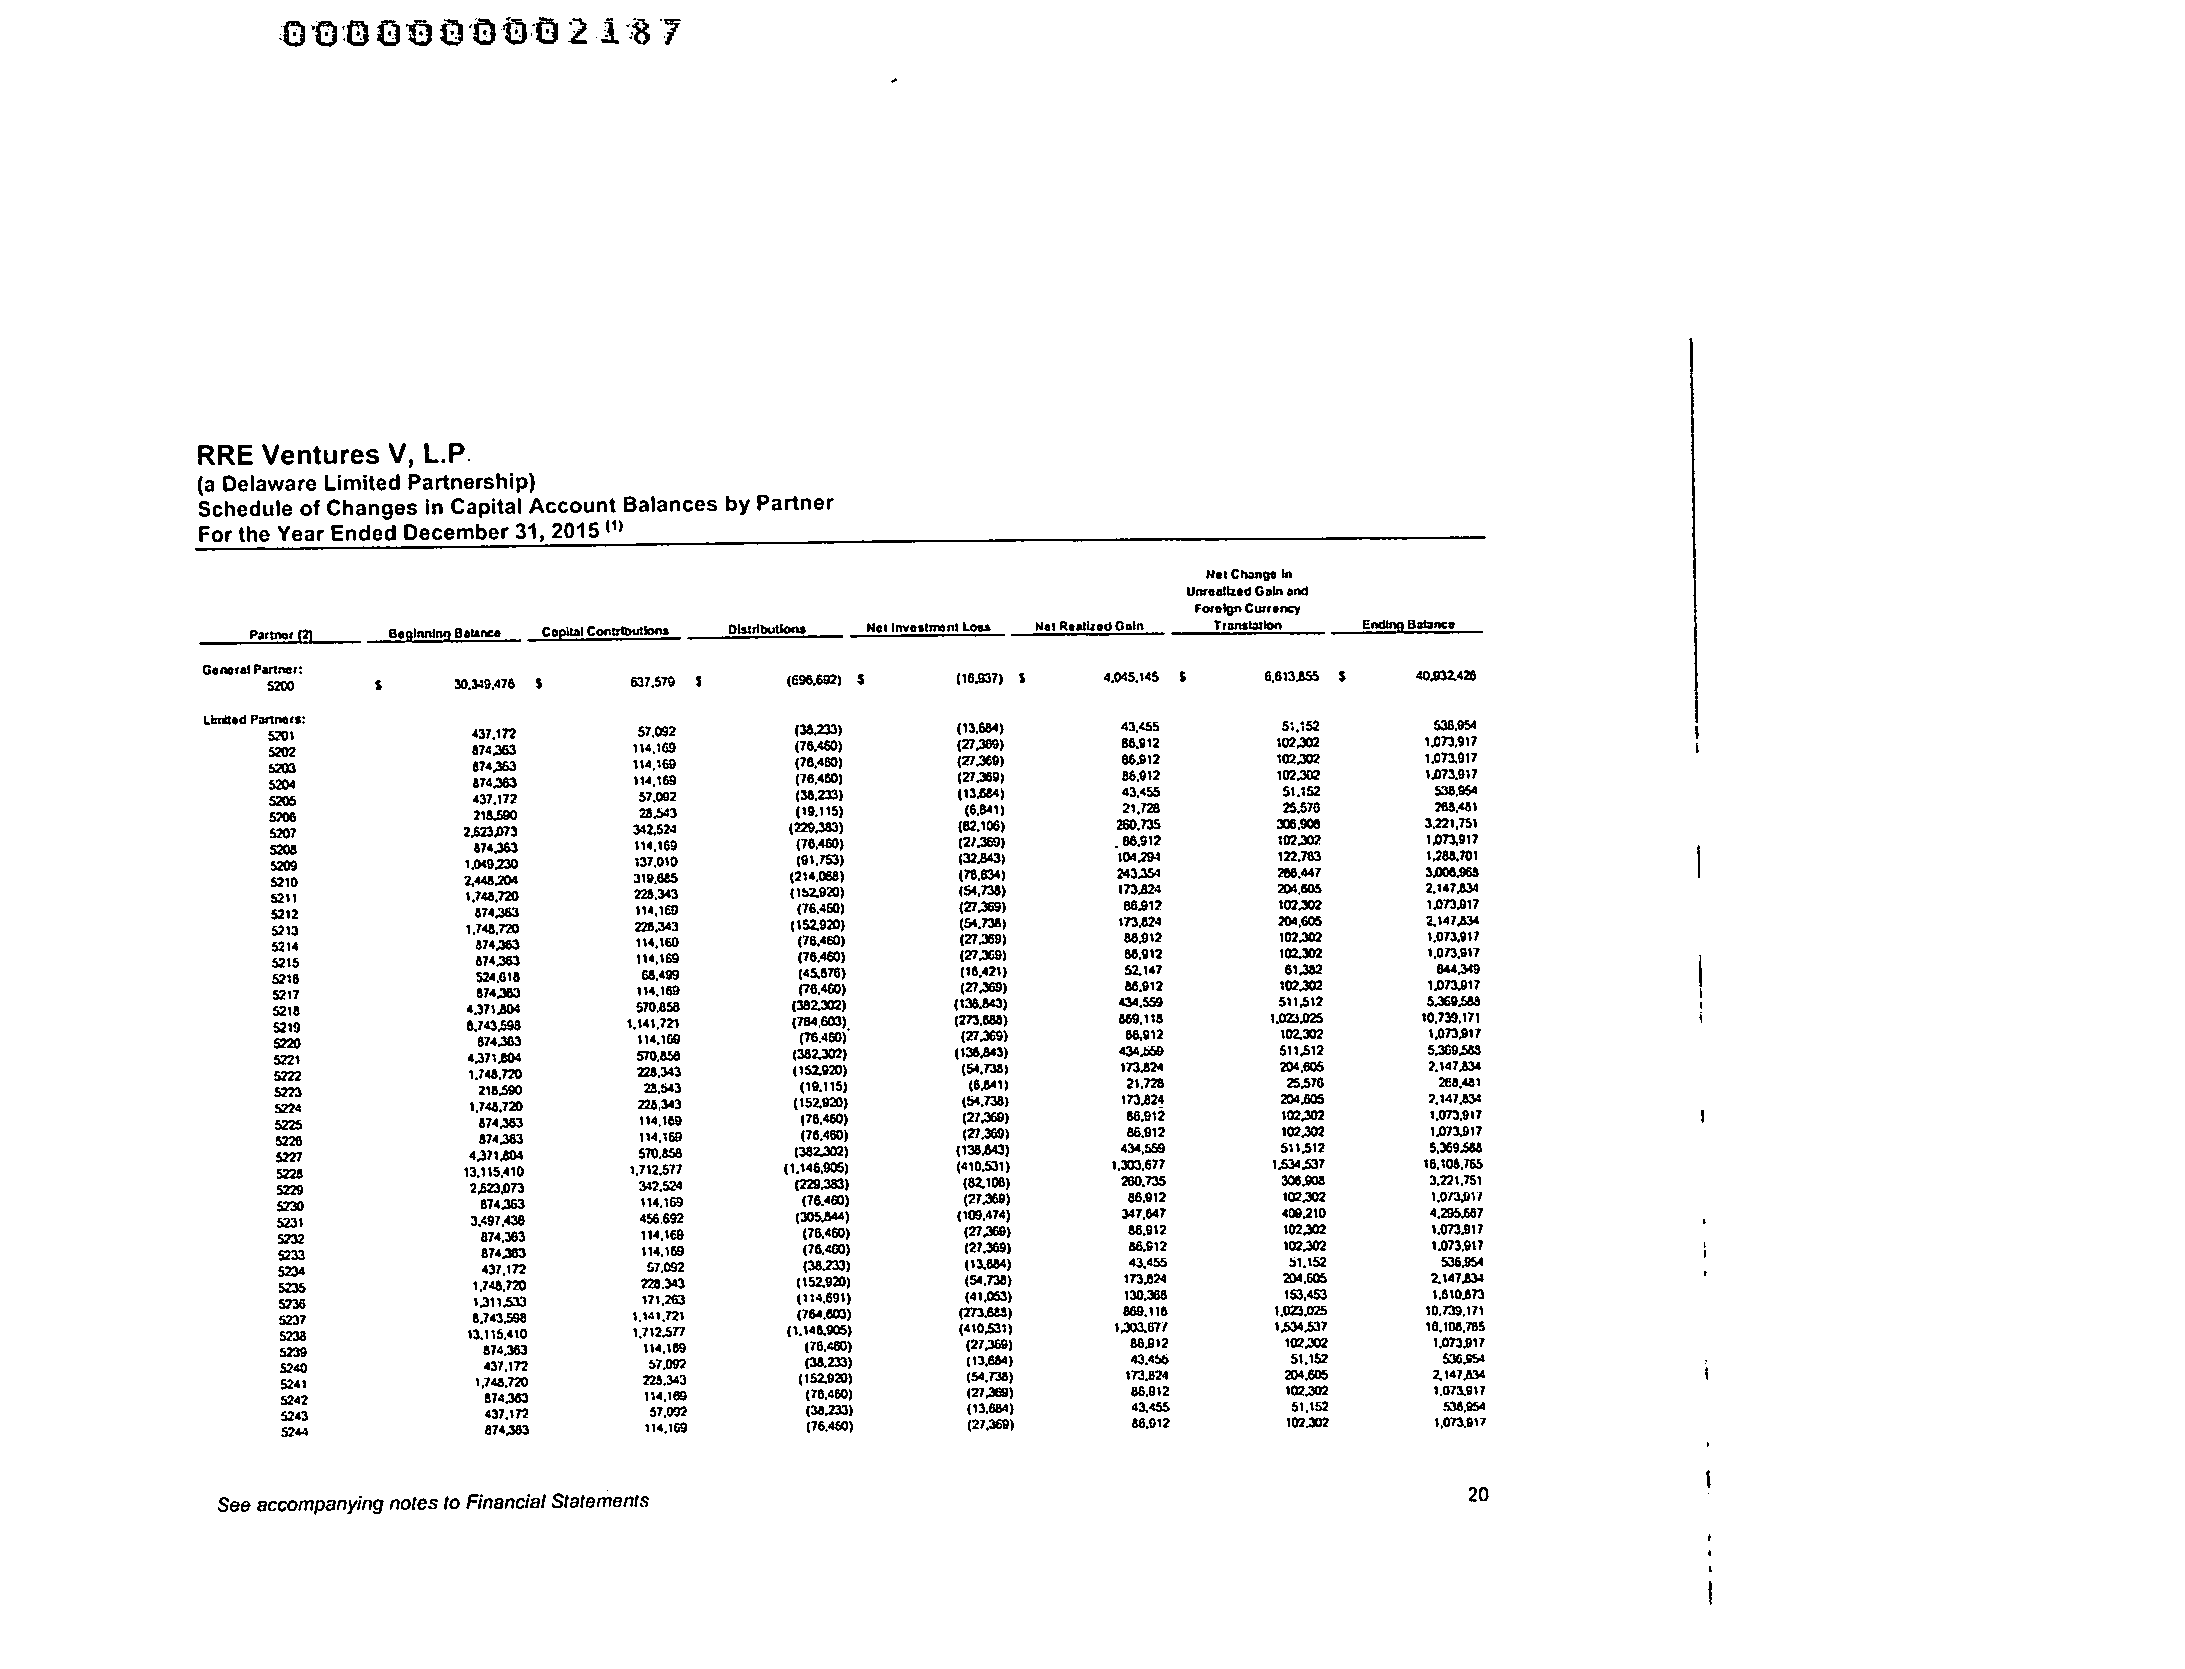 0000000002187
RRE Ventures V, L.P.
(a Delaware Limited Partnership)
Schedule of Changes in Capital Account Balances by Partner
For the Year Ended December 31, 2015 (1)
Partner (2) Beginning Balance Capital Contributions Distributions Net Investment Loss Net Realized Gain Net Change in Unrealized Gain and Foreign Currency Translation Ending Balance
General Partner:
5200 $ 30,349,476 $ 637,579 $ (696,692) $ (16,937) $ 4,045,145 $ 6,613,855 $ 40,932,426
Limited Partners:
5201 437,172 57,092 (38,233) (13,684) 43,455 51,152 536,954
5202 874,363 114,169 (76,460) (27,369) 86,912 102,302 1,073,917
5203 874,363 114,169 (76,460) (27,369) 86,912 102,302 1,073,917
5204 874,363 114,169 (76,460) (27,369) 86,912 102,302 1,073,917
5205 437,172 57,092 (38,233) (13,684) 43,455 51,152 536,954
5206 218,590 28,543 (19,115) (6,841) 21,728 25,576 268,481
5207 2,623,073 342,524 (229,383) (82,106) 260,735 306,908 3,221,751
5208 874,363 114,169 (76,460) (27,369) 86,912 102,302 1,073,917
5209 1,049,230 137,010 (91,753) (32,843) 104,294 122,763 1,288,701
5210 2,448,204 319,685 (214,088) (76,634) 243,354 286,447 3,006,968
5211 1,748,720 228,343 (152,920) (54,738) 173,824 204,605 2,147,834
5212 874,363 114,169 (76,460) (27,369) 86,912 102,302 1,073,917
5213 1,748,720 228,343 (152,920) (54,738) 173,824 204,605 2,147,834
5214 874,363 114,169 (76,460) (27,369) 86,912 102,302 1,073,917
5215 874,363 114,169 (76,460) (27,369) 86,912 102,302 1,073,917
5216 524,618 68,499 (45,876) (16,421) 52,147 61,382 644,349
5217 874,363 114,169 (76,460) (27,369) 86,912 102,302 1,073,917
5218 4,371,804 570,858 (382,302) (136,843) 434,559 511,512 5,369,588
5219 8,743,598 1,141,721 (764,603) (273,688) 869,118 1,023,025 10,739,171
5220 874,363 114,169 (76,460) (27,369) 86,912 102,302 1,073,917
5221 4,371,804 570,858 (382,302) (136,843) 434,559 511,512 5,369,588
5222 1,748,720 228,343 (152,920) (54,738) 173,824 204,605 2,147,834
5223 218,590 28,543 (19,115) (6,841) 21,728 25,576 268,481
5224 1,748,720 228,343 (152,920) (54,738) 173,824 204,605 2,147,834
5225 874,363 114,169 (76,460) (27,369) 86,912 102,302 1,073,917
5226 874,363 114,169 (76,460) (27,369) 86,912 102,302 1,073,917
5227 4,371,804 570,858 (382,302) (136,843) 434,559 511,512 5,369,588
5228 13,115,410 1,712,577 (1,146,905) (410,531) 1,303,677 1,534,537 16,108,765
5229 2,623,073 342,524 (229,383) (82,106) 260,735 306,908 3,221,751
5230 874,363 114,169 (76,460) (27,369) 86,912 102,302 1,073,917
5231 3,497,436 456,692 (305,844) (109,474) 347,647 409,210 4,295,667
5232 874,363 114,169 (76,460) (27,369) 86,912 102,302 1,073,917
5233 874,363 114,169 (76,460) (27,369) 86,912 102,302 1,073,917
5234 437,172 57,092 (38,233) (13,684) 43,455 51,152 536,954
5235 1,748,720 228,343 (152,920) (54,738) 173,824 204,605 2,147,834
5236 1,311,533 171,263 (114,691) (41,053) 130,368 153,453 1,610,873
5237 8,743,598 1,141,721 (764,603) (273,688) 869,118 1,023,025 10,739,171
5238 13,115,410 1,712,577 (1,146,905) (410,531) 1,303,677 1,534,537 16,108,765
5239 874,363 114,169 (76,460) (27,369) 86,912 102,302 1,073,917
5240 437,172 57,092 (38,233) (13,684) 43,455 51,152 536,954
5241 1,748,720 228,343 (152,920) (54,738) 173,824 204,605 2,147,834
5242 874,363 114,169 (76,460) (27,369) 86,912 102,302 1,073,917
5243 437,172 57,092 (38,233) (13,684) 43,455 51,152 536,954
5244 874,363 114,169 (76,460) (27,369) 86,912 102,302 1,073,917
See accompanying notes to Financial Statements
20